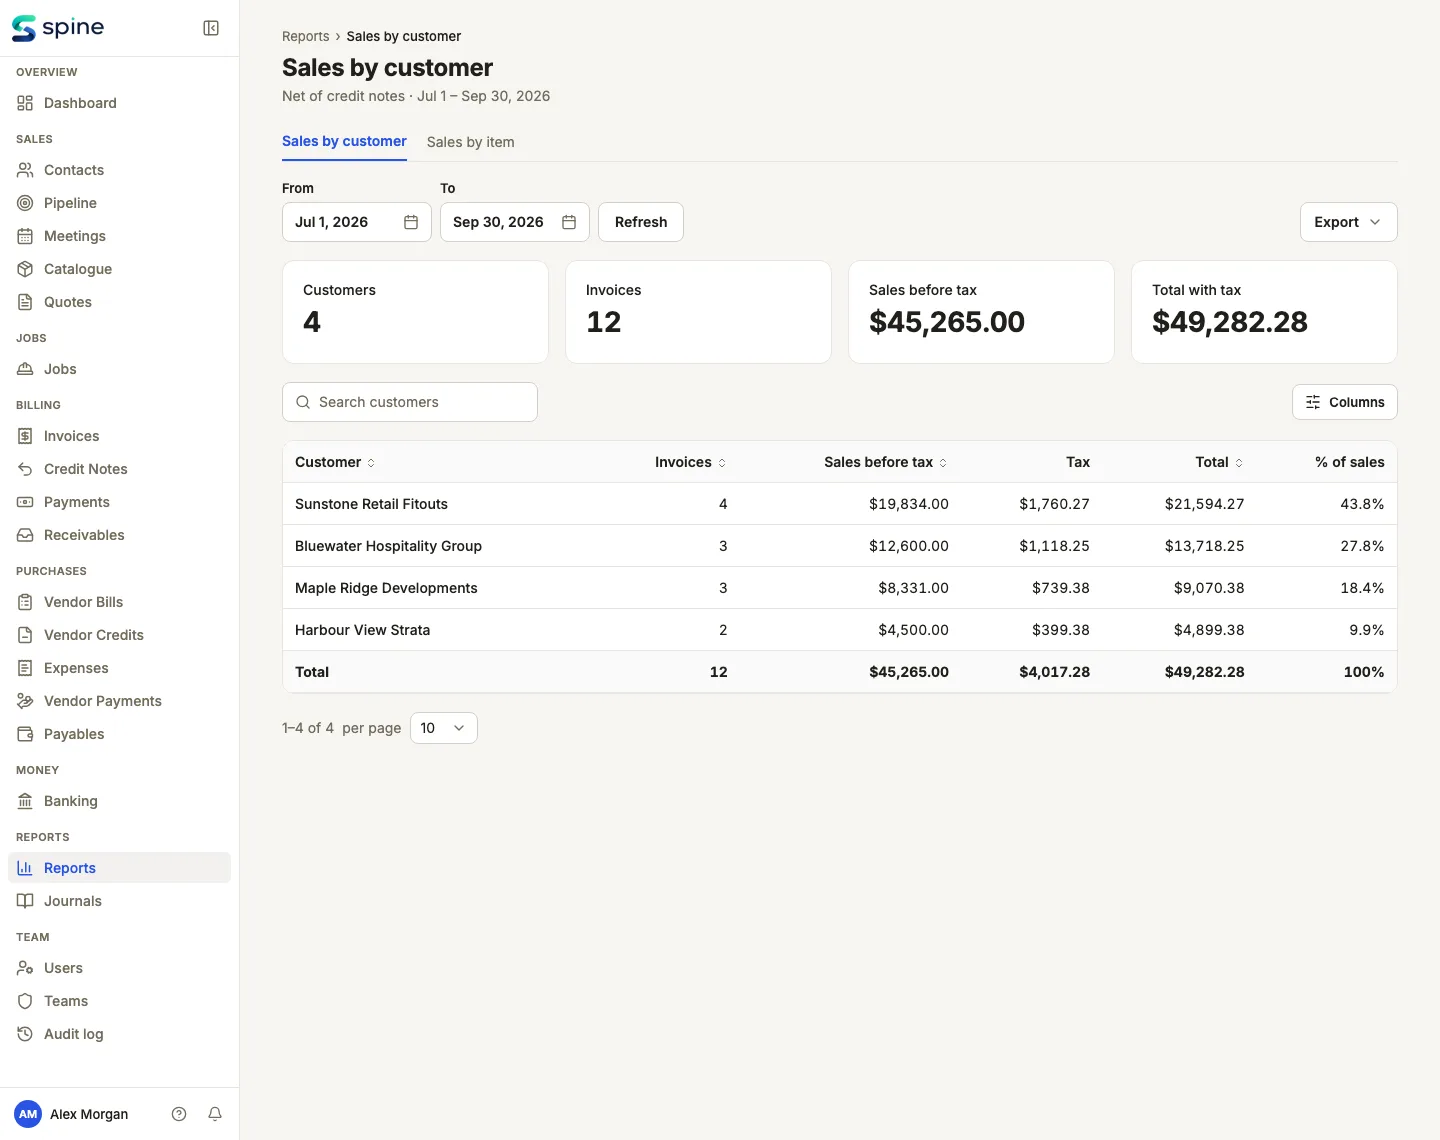 spine
OVERVIEW
Dashboard
SALES
Contacts
Pipeline
Meetings
Catalogue
Quotes
JOBS
Jobs
BILLING
Invoices
Credit Notes
Payments
Receivables
PURCHASES
Vendor Bills
Vendor Credits
Expenses
Vendor Payments
Payables
MONEY
Banking
REPORTS
Reports
Journals
TEAM
Users
Teams
Audit log
AM Alex Morgan
Reports › Sales by customer
Sales by customer
Net of credit notes · Jul 1 – Sep 30, 2026
Sales by customer Sales by item
From To
Jul 1, 2026 Sep 30, 2026 Refresh Export
Customers Invoices Sales before tax Total with tax
4 12 $45,265.00 $49,282.28
Search customers Columns
Customer Invoices Sales before tax Tax Total % of sales
Sunstone Retail Fitouts 4 $19,834.00 $1,760.27 $21,594.27 43.8%
Bluewater Hospitality Group 3 $12,600.00 $1,118.25 $13,718.25 27.8%
Maple Ridge Developments 3 $8,331.00 $739.38 $9,070.38 18.4%
Harbour View Strata 2 $4,500.00 $399.38 $4,899.38 9.9%
Total 12 $45,265.00 $4,017.28 $49,282.28 100%
1–4 of 4 per page 10